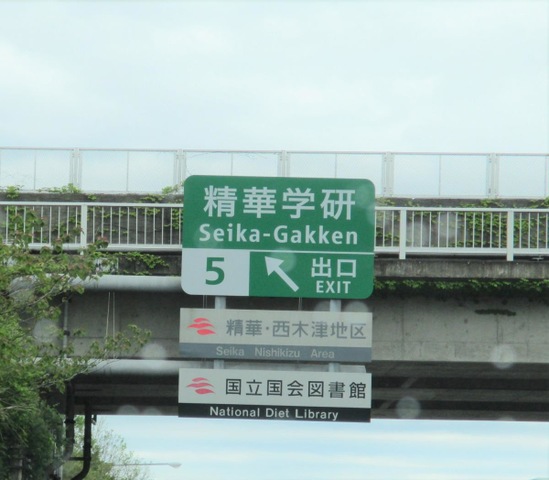 精華学研
Seika-Gakken
5 出口
EXIT
精華・西木津地区
Seika Nishikizu Area
国立国会図書館
National Diet Library